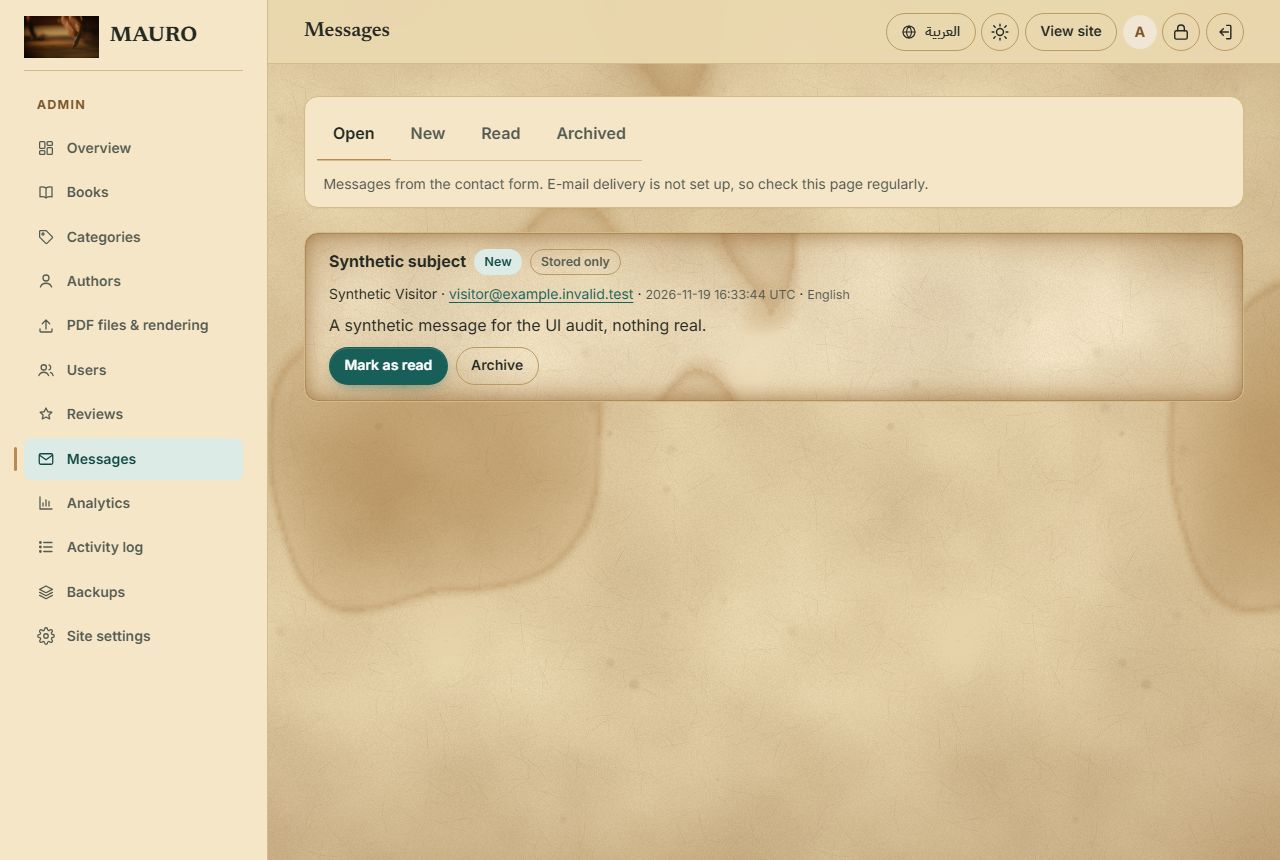 MAURO
ADMIN
Overview
Books
Categories
Authors
PDF files & rendering
Users
Reviews
Messages
Analytics
Activity log
Backups
Site settings
Messages
العربية
View site
A
Open New Read Archived
Messages from the contact form. E-mail delivery is not set up, so check this page regularly.
Synthetic subject New Stored only
Synthetic Visitor · visitor@example.invalid.test · 2026-11-19 16:33:44 UTC · English
A synthetic message for the UI audit, nothing real.
Mark as read Archive